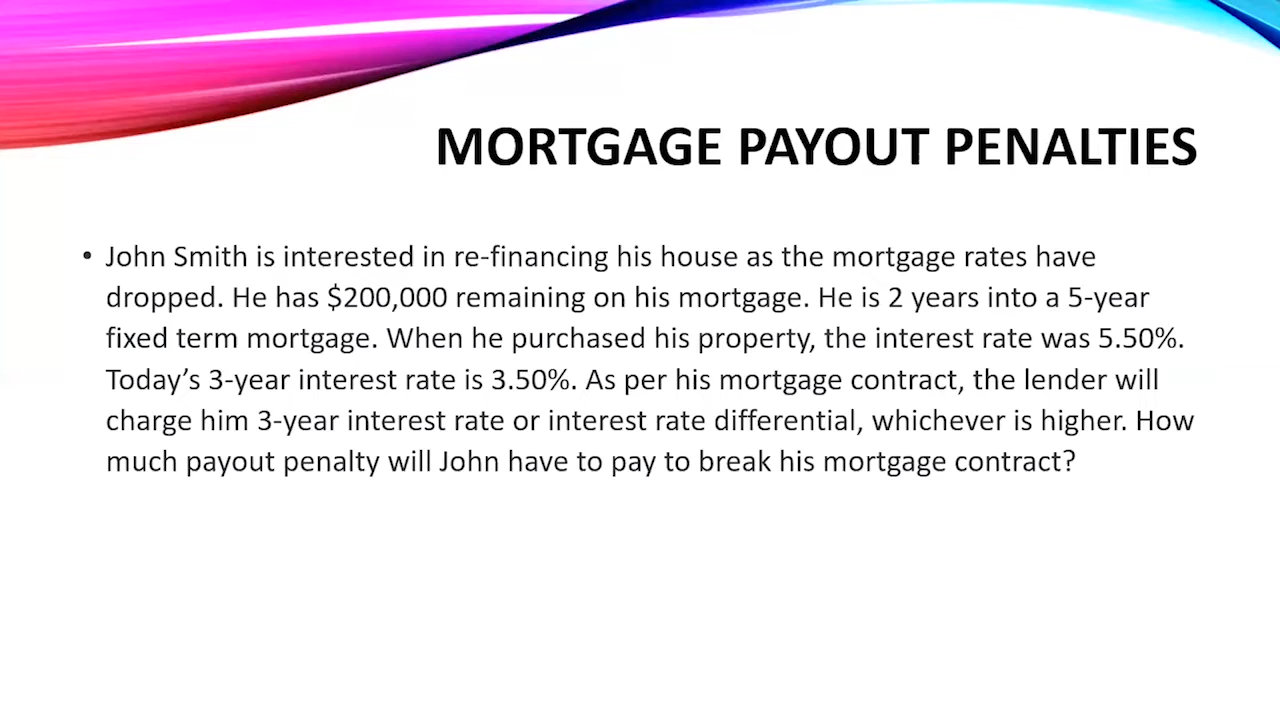 MORTGAGE PAYOUT PENALTIES
• John Smith is interested in re-financing his house as the mortgage rates have
dropped. He has $200,000 remaining on his mortgage. He is 2 years into a 5-year
fixed term mortgage. When he purchased his property, the interest rate was 5.50%.
Today’s 3-year interest rate is 3.50%. As per his mortgage contract, the lender will
charge him 3-year interest rate or interest rate differential, whichever is higher. How
much payout penalty will John have to pay to break his mortgage contract?